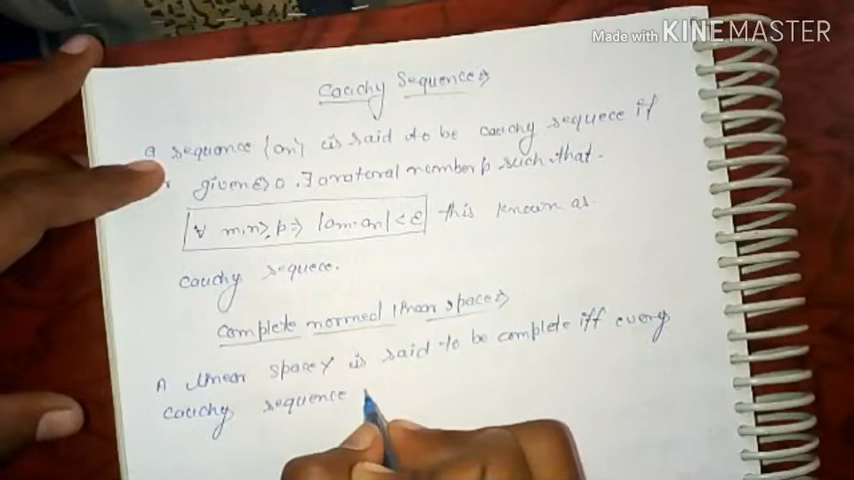 Made with KINEMASTER
Cauchy Sequence
A sequence {an} is said to be cauchy sequece if
given ε>0 . ∃ a natural number p such that.
∀ m,n ≥ p ⇒ |am-an| < ε this known as
cauchy sequece.
Complete normed linear space
A linear space X is said to be complete iff every
cauchy sequence